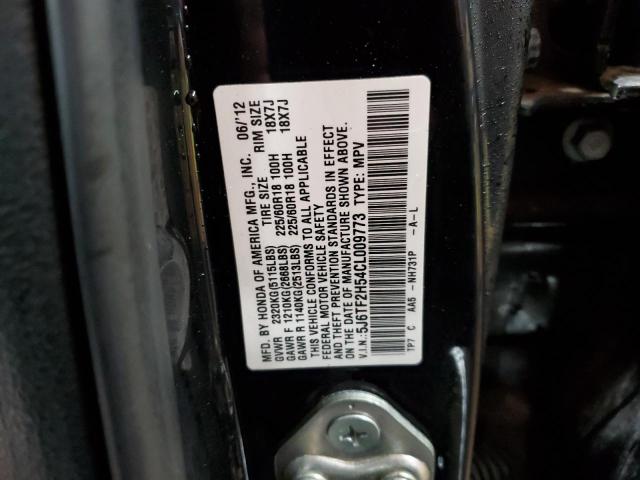 MFD. BY HONDA OF AMERICA MFG., INC. 06/'12
GVWR 2320KG(5115LBS) TIRE SIZE RIM SIZE
GAWR F 1210KG(2668LBS) 225/60R18 100H 18X7J
GAWR R 1140KG(2513LBS) 225/60R18 100H 18X7J
THIS VEHICLE CONFORMS TO ALL APPLICABLE
FEDERAL MOTOR VEHICLE SAFETY
AND THEFT PREVENTION STANDARDS IN EFFECT
ON THE DATE OF MANUFACTURE SHOWN ABOVE.
V.I.N.:5J6TF2H54CL009773 TYPE: MPV
TP7 C AA5 -NH731P -A-L